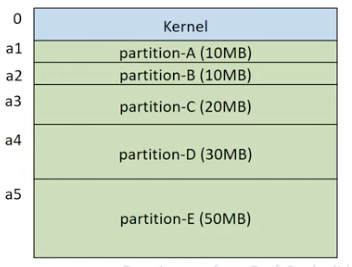 0
Kernel
a1
partition-A (10MB)
a2
partition-B (10MB)
a3
partition-C (20MB)
a4
partition-D (30MB)
a5
partition-E (50MB)